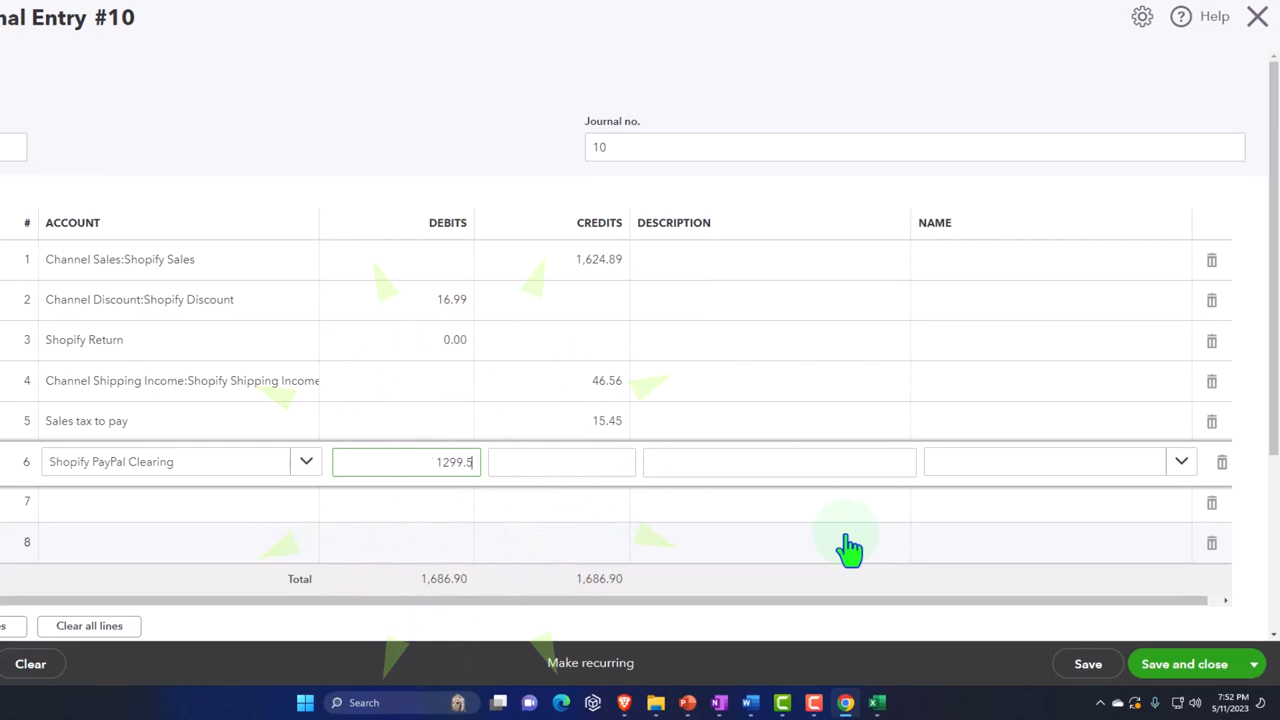 nal Entry #10
Help
Journal no.
10
# ACCOUNT DEBITS CREDITS DESCRIPTION NAME
1 Channel Sales:Shopify Sales 1,624.89
2 Channel Discount:Shopify Discount 16.99
3 Shopify Return 0.00
4 Channel Shipping Income:Shopify Shipping Income 46.56
5 Sales tax to pay 15.45
6 Shopify PayPal Clearing 1299.5
7
8
Total 1,686.90 1,686.90
es Clear all lines
Clear Make recurring Save Save and close
Search 7:52 PM
5/11/2023